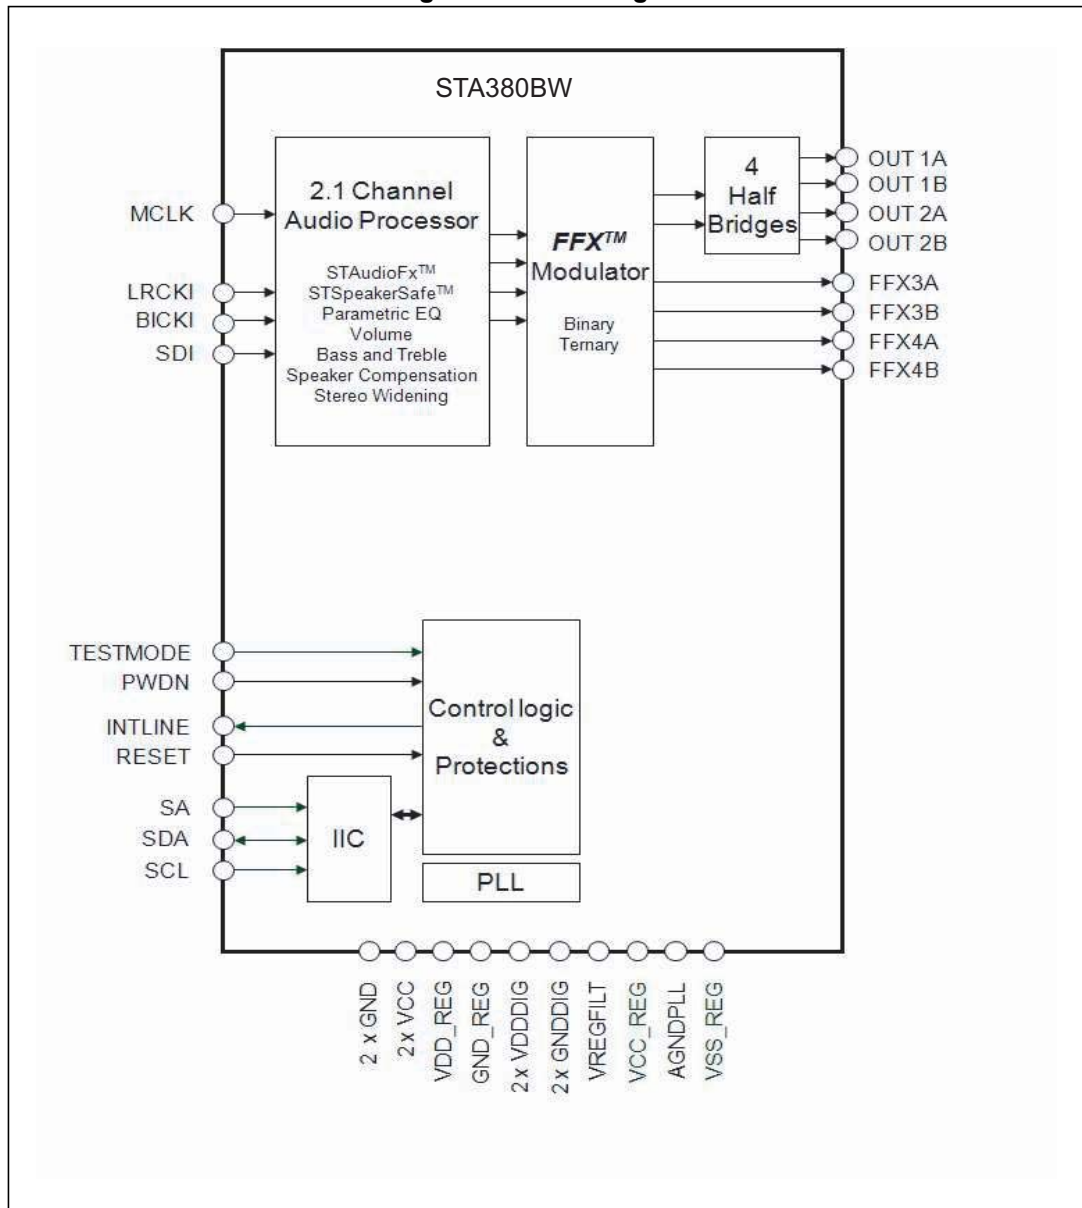 STA380BW
2.1 Channel
Audio Processor
STAudioFx™
STSpeakerSafe™
Parametric EQ
Volume
Bass and Treble
Speaker Compensation
Stereo Widening
FFX™
Modulator
Binary
Ternary
4
Half
Bridges
MCLK
LRCKI
BICKI
SDI
OUT 1A
OUT 1B
OUT 2A
OUT 2B
FFX3A
FFX3B
FFX4A
FFX4B
TESTMODE
PWDN
INTLINE
RESET
SA
SDA
SCL
Control logic
&
Protections
IIC
PLL
2 x GND
2 x VCC
VDD_REG
GND_REG
2 x VDDDIG
2 x GNDDIG
VREGFILT
VCC_REG
AGNDPLL
VSS_REG